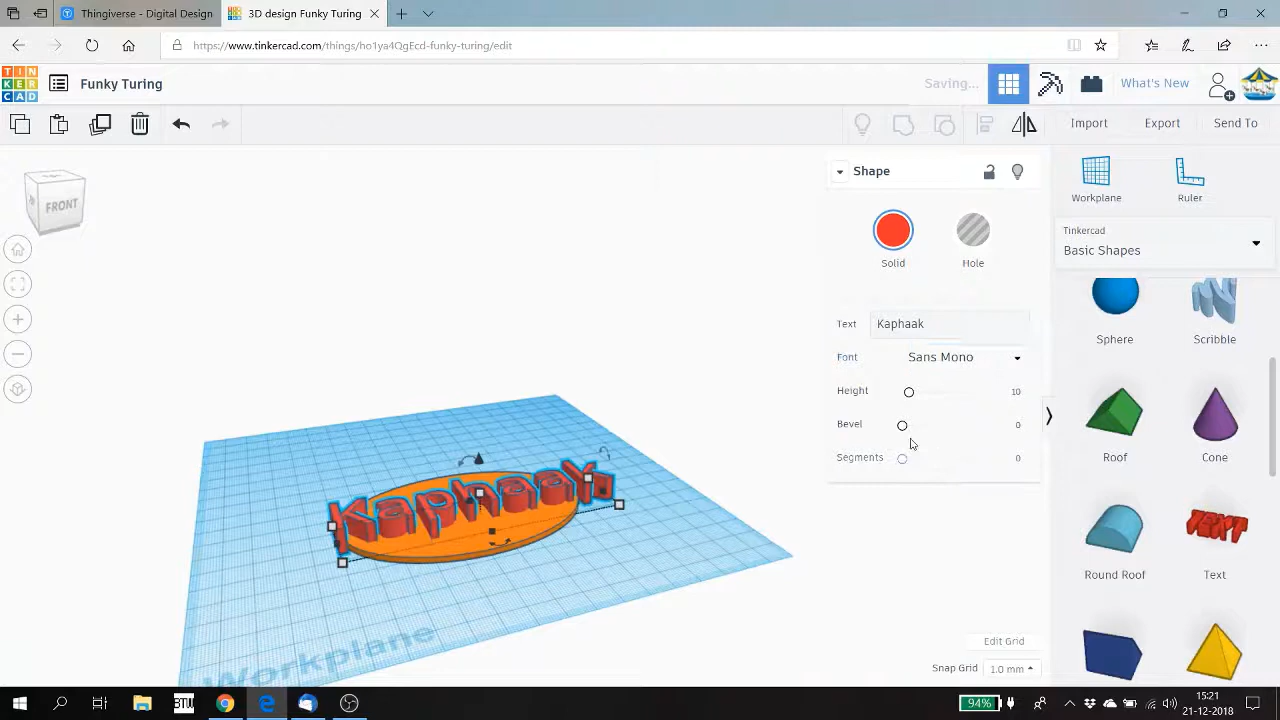 Thingiverse - Digital Design
3D design Funky Turing
https://www.tinkercad.com/things/ho1ya4QgEcd-funky-turing/edit
TIN
KER
CAD
Funky Turing
Saving...
What's New
Import
Export
Send To
FRONT
Shape
Solid
Hole
Text
Kaphaak
Font
Sans Mono
Height
10
Bevel
0
Segments
0
Workplane
Ruler
Tinkercad
Basic Shapes
Sphere
Scribble
Roof
Cone
TEXT
Round Roof
Text
Kaphaak
Workplane
Edit Grid
Snap Grid
1.0 mm
BTW
94%
15:21
21-12-2018